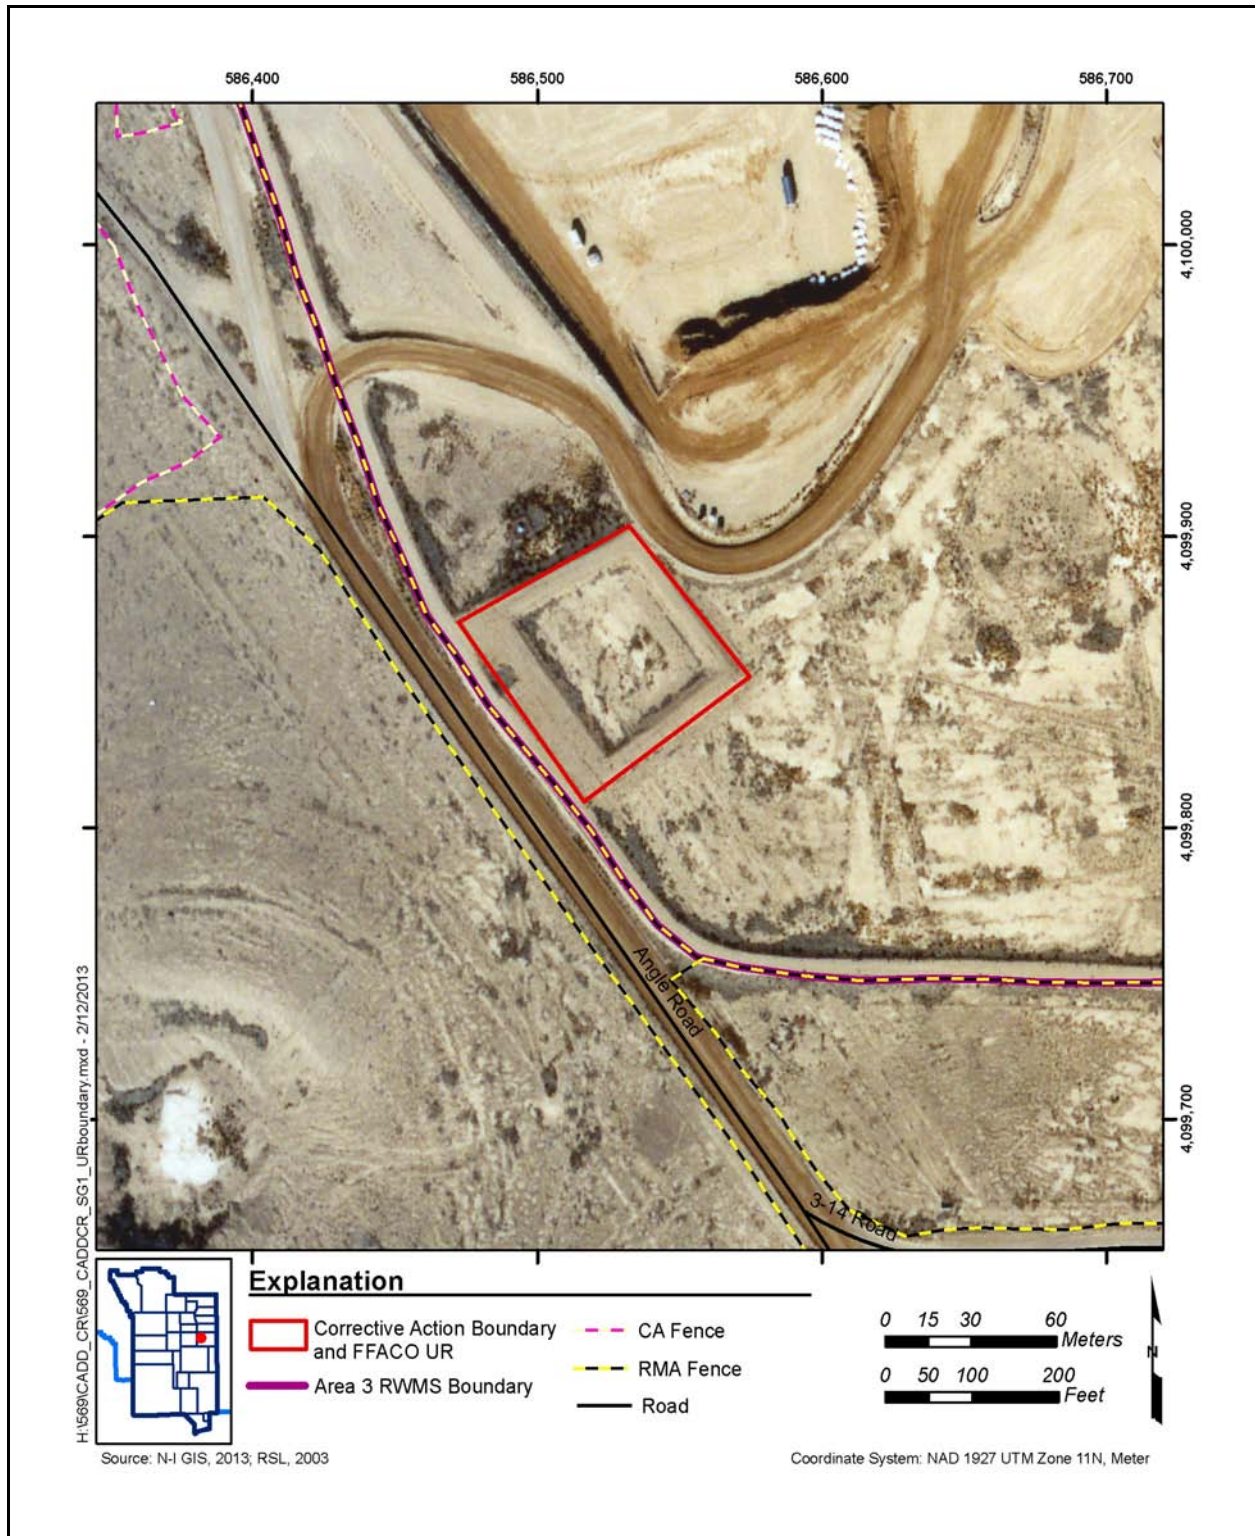 586,400 586,500 586,600 586,700
4,100,000
4,099,900
4,099,800
4,099,700
Angle Road
3-14 Road
H:\569\CADD_CR\569_CADDCR_SG1_URboundary.mxd - 2/12/2013
Explanation
Corrective Action Boundary
and FFACO UR
Area 3 RWMS Boundary
CA Fence
RMA Fence
Road
0 15 30 60
Meters
0 50 100 200
Feet
N
Source: N-I GIS, 2013; RSL, 2003
Coordinate System: NAD 1927 UTM Zone 11N, Meter